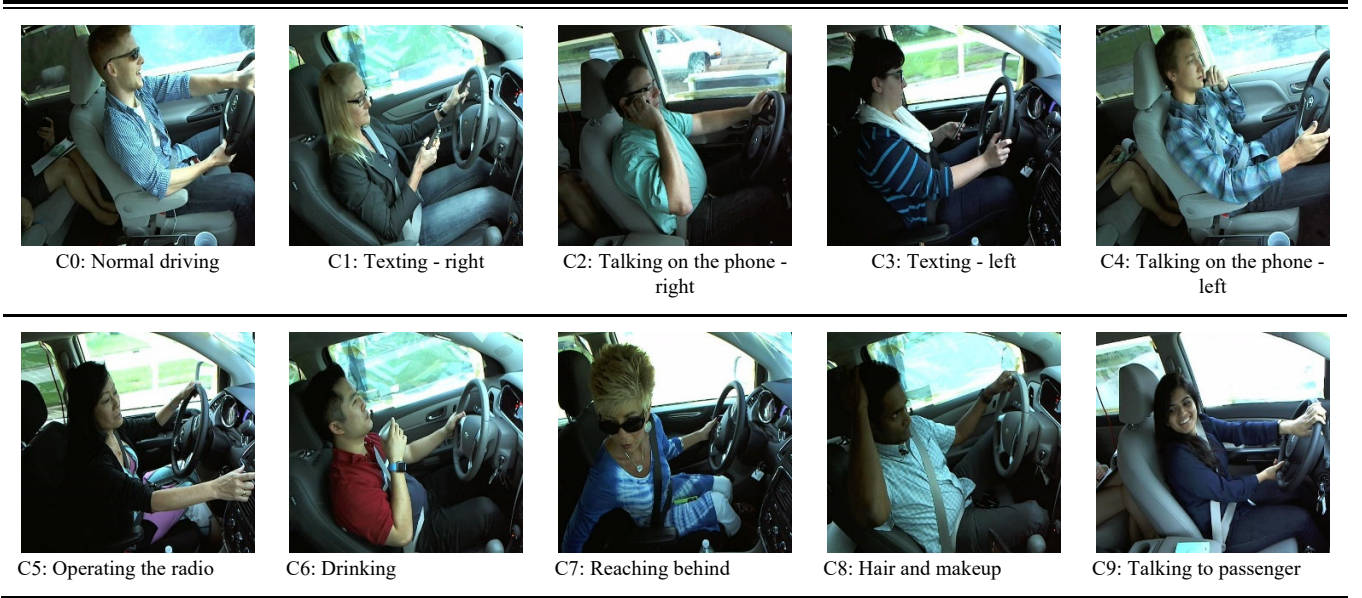 C0: Normal driving
C1: Texting - right
C2: Talking on the phone -
right
C3: Texting - left
C4: Talking on the phone -
left
C5: Operating the radio
C6: Drinking
C7: Reaching behind
C8: Hair and makeup
C9: Talking to passenger